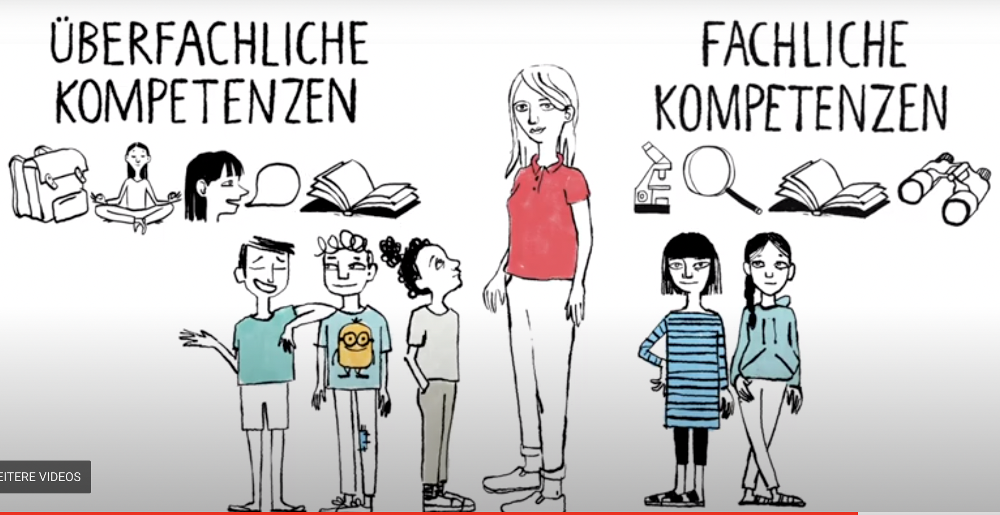 ÜBERFACHLICHE
KOMPETENZEN
FACHLICHE
KOMPETENZEN
EITERE VIDEOS